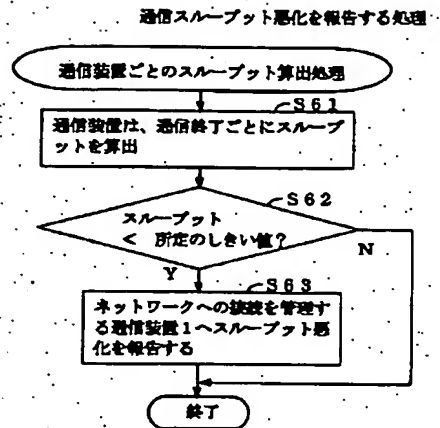 通信スループット悪化を報告する処理
通信装置ごとのスループット算出処理
S61
通信装置は、通信終了ごとにスループ
ットを算出
S62
スループット
< 所定のしきい値？
N
Y
S63
ネットワークへの接続を管理す
る通信装置1へスループット悪
化を報告する
終了